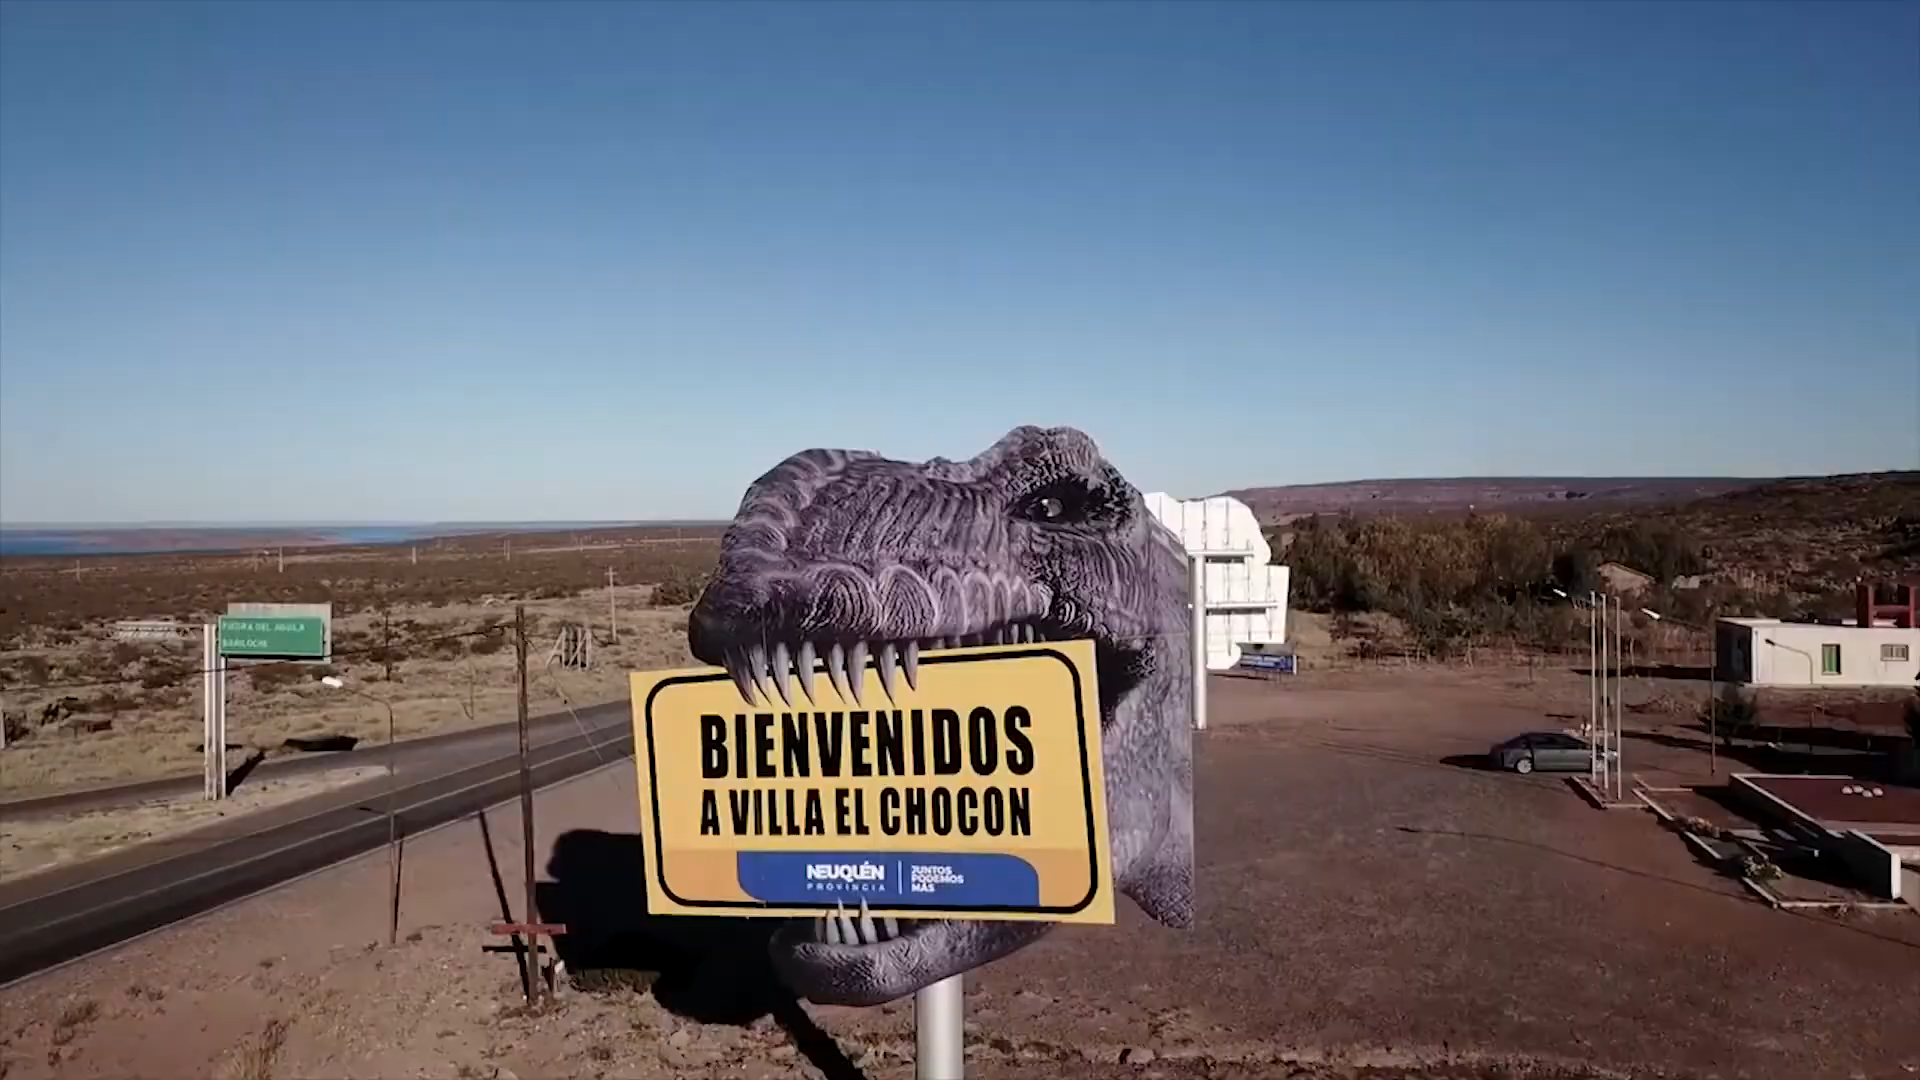 PIEDRA DEL AGUILA
BARILOCHE
BIENVENIDOS
A VILLA EL CHOCON
NEUQUÉN
PROVINCIA
JUNTOS
PODEMOS
MÁS